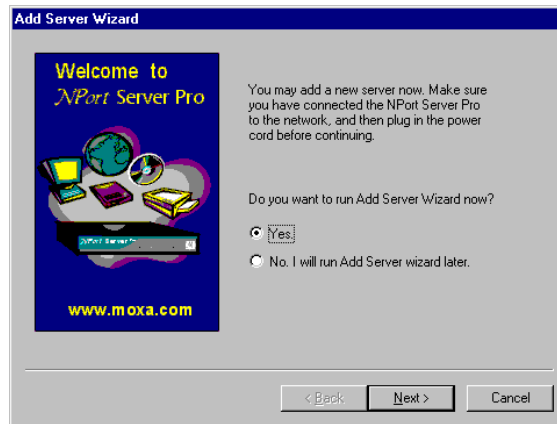 Add Server Wizard
Welcome to
NPort Server Pro
NPort Server Pro
www.moxa.com
You may add a new server now. Make sure
you have connected the NPort Server Pro
to the network, and then plug in the power
cord before continuing.
Do you want to run Add Server Wizard now?
Yes.
No. I will run Add Server wizard later.
< Back
Next >
Cancel